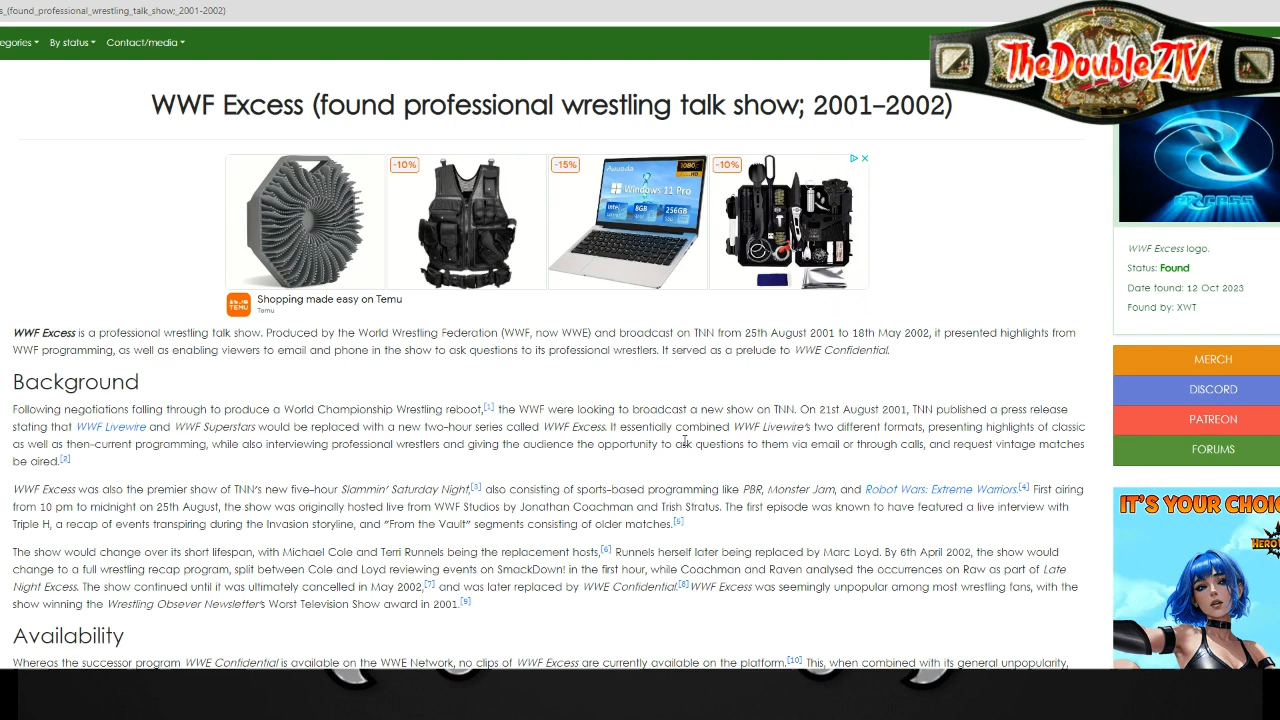 s_(found_professional_wrestling_talk_show;_2001-2002)
egories By status Contact/media
TheDoubleZTV
WWF Excess (found professional wrestling talk show; 2001–2002)
-10% -15% -10%
Auusda
1080
Windows 11 Pro
intel 8GB 256GB
TEMU
Shopping made easy on Temu
Temu
EXCESS
WWF Excess logo.
Status: Found
Date found: 12 Oct 2023
Found by: XWT
WWF Excess is a professional wrestling talk show. Produced by the World Wrestling Federation (WWF, now WWE) and broadcast on TNN from 25th August 2001 to 18th May 2002, it presented highlights from
WWF programming, as well as enabling viewers to email and phone in the show to ask questions to its professional wrestlers. It served as a prelude to WWE Confidential.
MERCH
DISCORD
PATREON
FORUMS
Background
Following negotiations falling through to produce a World Championship Wrestling reboot,[1] the WWF were looking to broadcast a new show on TNN. On 21st August 2001, TNN published a press release
stating that WWF Livewire and WWF Superstars would be replaced with a new two-hour series called WWF Excess. It essentially combined WWF Livewire's two different formats, presenting highlights of classic
as well as then-current programming, while also interviewing professional wrestlers and giving the audience the opportunity to ask questions to them via email or through calls, and request vintage matches
be aired.[2]
WWF Excess was also the premier show of TNN's new five-hour Slammin' Saturday Night,[3] also consisting of sports-based programming like PBR, Monster Jam, and Robot Wars: Extreme Warriors.[4] First airing
from 10 pm to midnight on 25th August, the show was originally hosted live from WWF Studios by Jonathan Coachman and Trish Stratus. The first episode was known to have featured a live interview with
Triple H, a recap of events transpiring during the Invasion storyline, and "From the Vault" segments consisting of older matches.[5]
The show would change over its short lifespan, with Michael Cole and Terri Runnels being the replacement hosts,[6] Runnels herself later being replaced by Marc Loyd. By 6th April 2002, the show would
change to a full wrestling recap program, split between Cole and Loyd reviewing events on SmackDown! in the first hour, while Coachman and Raven analysed the occurrences on Raw as part of Late
Night Excess. The show continued until it was ultimately cancelled in May 2002,[7] and was later replaced by WWE Confidential.[8] WWF Excess was seemingly unpopular among most wrestling fans, with the
show winning the Wrestling Obsever Newsletter's Worst Television Show award in 2001.[9]
IT'S YOUR CHOIC
HERO
Availability
Whereas the successor program WWE Confidential is available on the WWE Network, no clips of WWF Excess are currently available on the platform.[10] This, when combined with its general unpopularity,